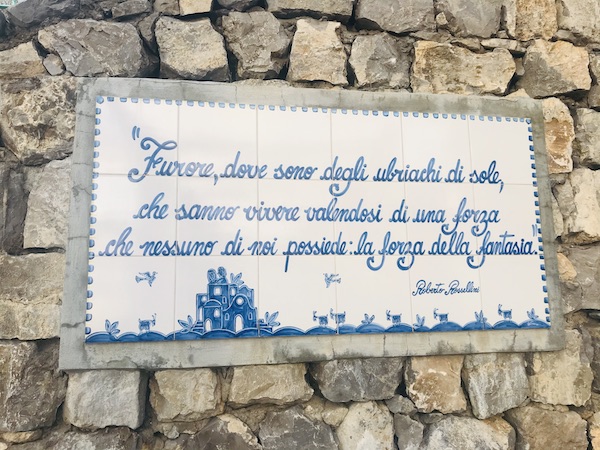 "Furore, dove sono degli ubriachi di sole,
che sanno vivere valendosi di una forza
che nessuno di noi possiede: la forza della fantasia."
Roberto Rossellini